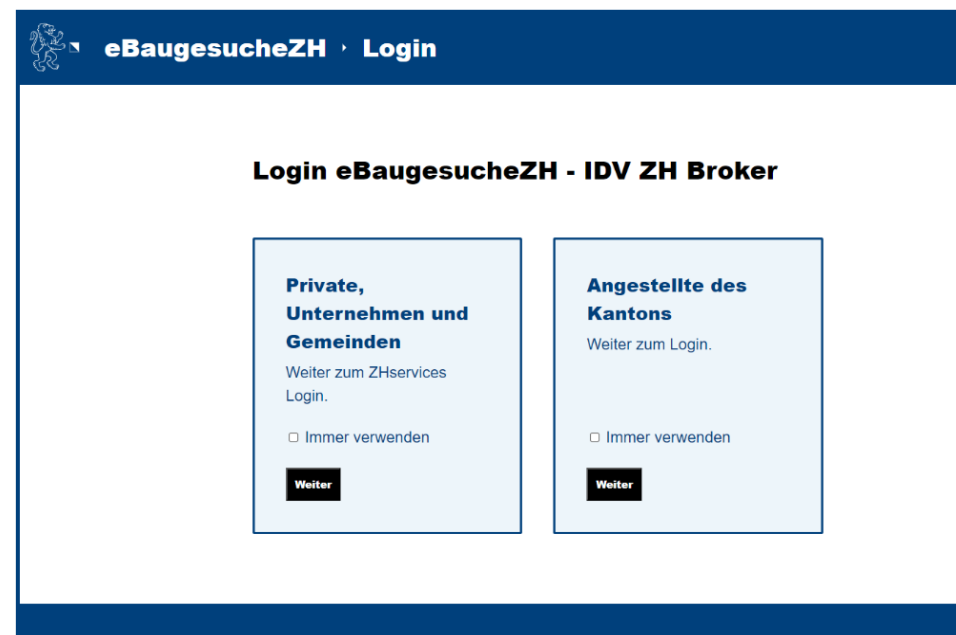 eBaugesucheZH
Login
Login eBaugesucheZH - IDV ZH Broker
Private,
Unternehmen und
Gemeinden
Weiter zum ZHservices
Login.
Immer verwenden
Weiter
Angestellte des
Kantons
Weiter zum Login.
Immer verwenden
Weiter